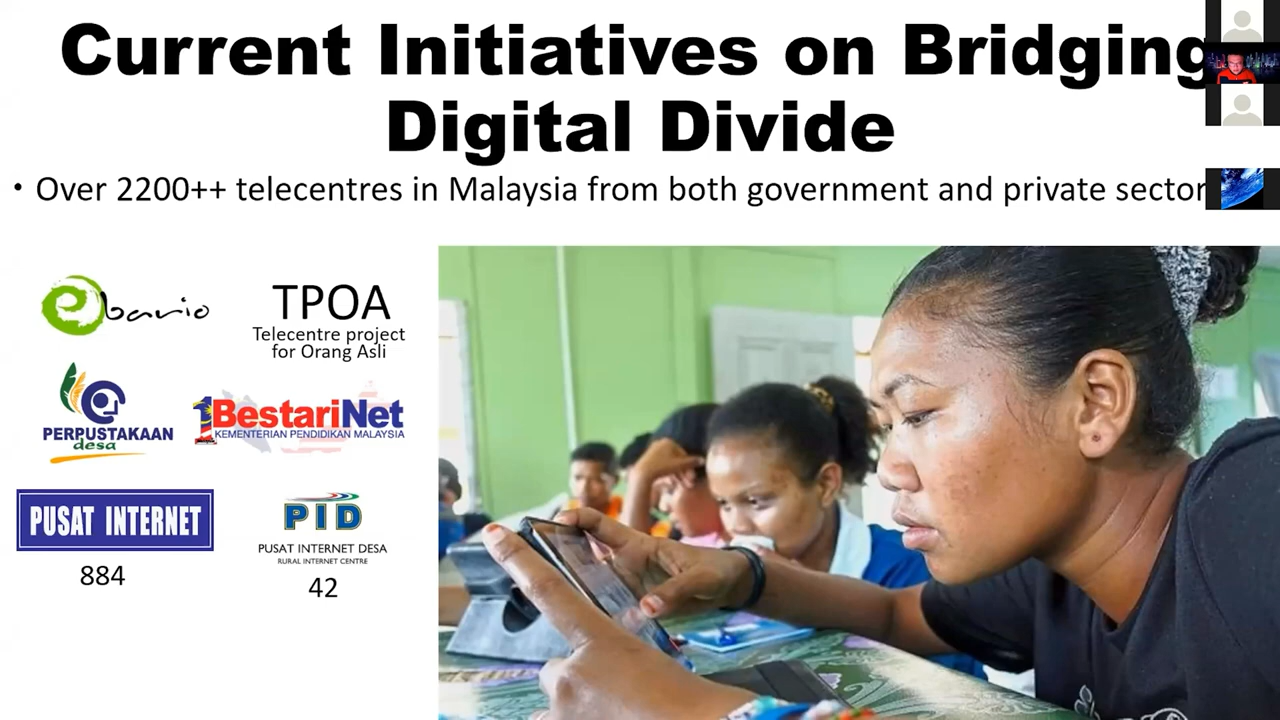 Current Initiatives on Bridging
Digital Divide
• Over 2200++ telecentres in Malaysia from both government and private sector
ebario
TPOA
Telecentre project
for Orang Asli
PERPUSTAKAAN
desa
1BestariNet
KEMENTERIAN PENDIDIKAN MALAYSIA
PUSAT INTERNET
884
PID
PUSAT INTERNET DESA
RURAL INTERNET CENTRE
42